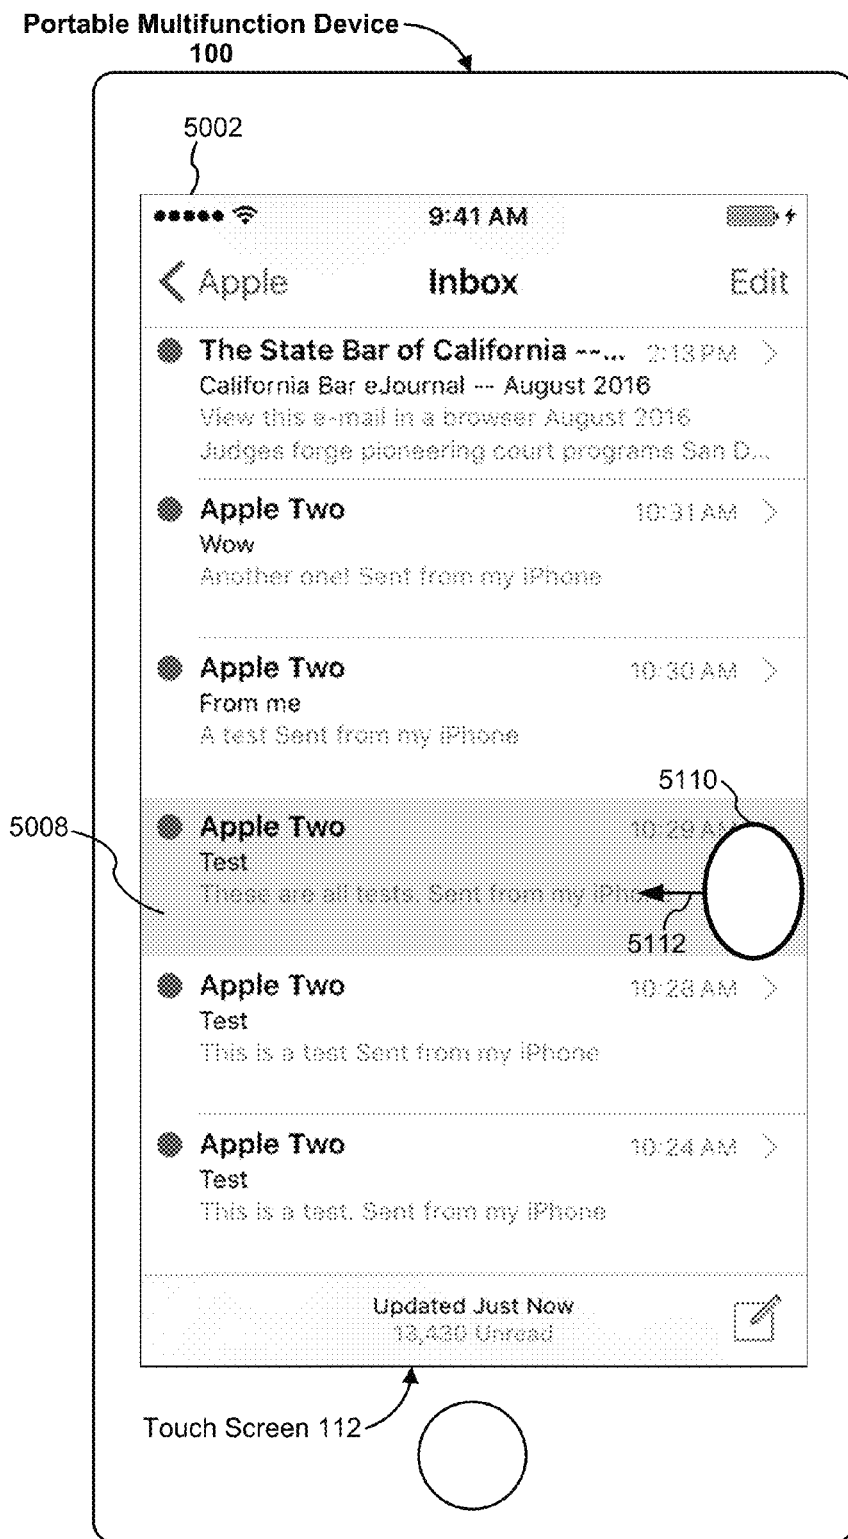 Portable Multifunction Device
100
5002
9:41 AM
Apple Inbox Edit
The State Bar of California --... 2:13 PM
California Bar eJournal -- August 2016
View this e-mail in a browser August 2016
Judges forge pioneering court programs San D...
Apple Two 10:31 AM
Wow
Another one! Sent from my iPhone
Apple Two 10:30 AM
From me
A test Sent from my iPhone
5110
5008
Apple Two 10:29 AM
Test
These are all tests. Sent from my iPho
5112
Apple Two 10:28 AM
Test
This is a test Sent from my iPhone
Apple Two 10:24 AM
Test
This is a test. Sent from my iPhone
Updated Just Now
13,430 Unread
Touch Screen 112